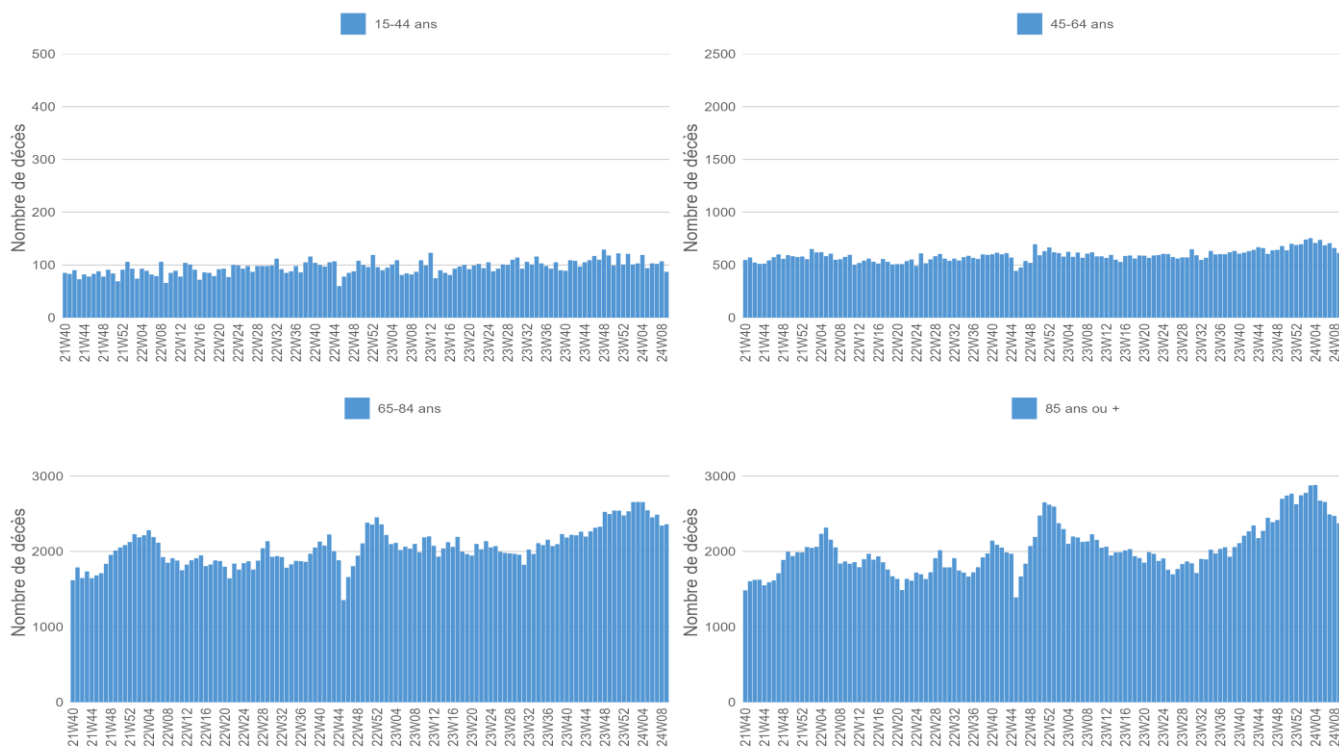 15-44 ans
Nombre de décès
500
400
300
200
100
0
21W40 21W44 21W48 21W52 22W04 22W08 22W12 22W16 22W20 22W24 22W28 22W32 22W36 22W40 22W44 22W48 22W52 23W04 23W08 23W12 23W16 23W20 23W24 23W28 23W32 23W36 23W40 23W44 23W48 23W52 24W04 24W08
45-64 ans
Nombre de décès
2500
2000
1500
1000
500
0
21W40 21W44 21W48 21W52 22W04 22W08 22W12 22W16 22W20 22W24 22W28 22W32 22W36 22W40 22W44 22W48 22W52 23W04 23W08 23W12 23W16 23W20 23W24 23W28 23W32 23W36 23W40 23W44 23W48 23W52 24W04 24W08
65-84 ans
Nombre de décès
3000
2000
1000
0
21W40 21W44 21W48 21W52 22W04 22W08 22W12 22W16 22W20 22W24 22W28 22W32 22W36 22W40 22W44 22W48 22W52 23W04 23W08 23W12 23W16 23W20 23W24 23W28 23W32 23W36 23W40 23W44 23W48 23W52 24W04 24W08
85 ans ou +
Nombre de décès
3000
2000
1000
0
21W40 21W44 21W48 21W52 22W04 22W08 22W12 22W16 22W20 22W24 22W28 22W32 22W36 22W40 22W44 22W48 22W52 23W04 23W08 23W12 23W16 23W20 23W24 23W28 23W32 23W36 23W40 23W44 23W48 23W52 24W04 24W08